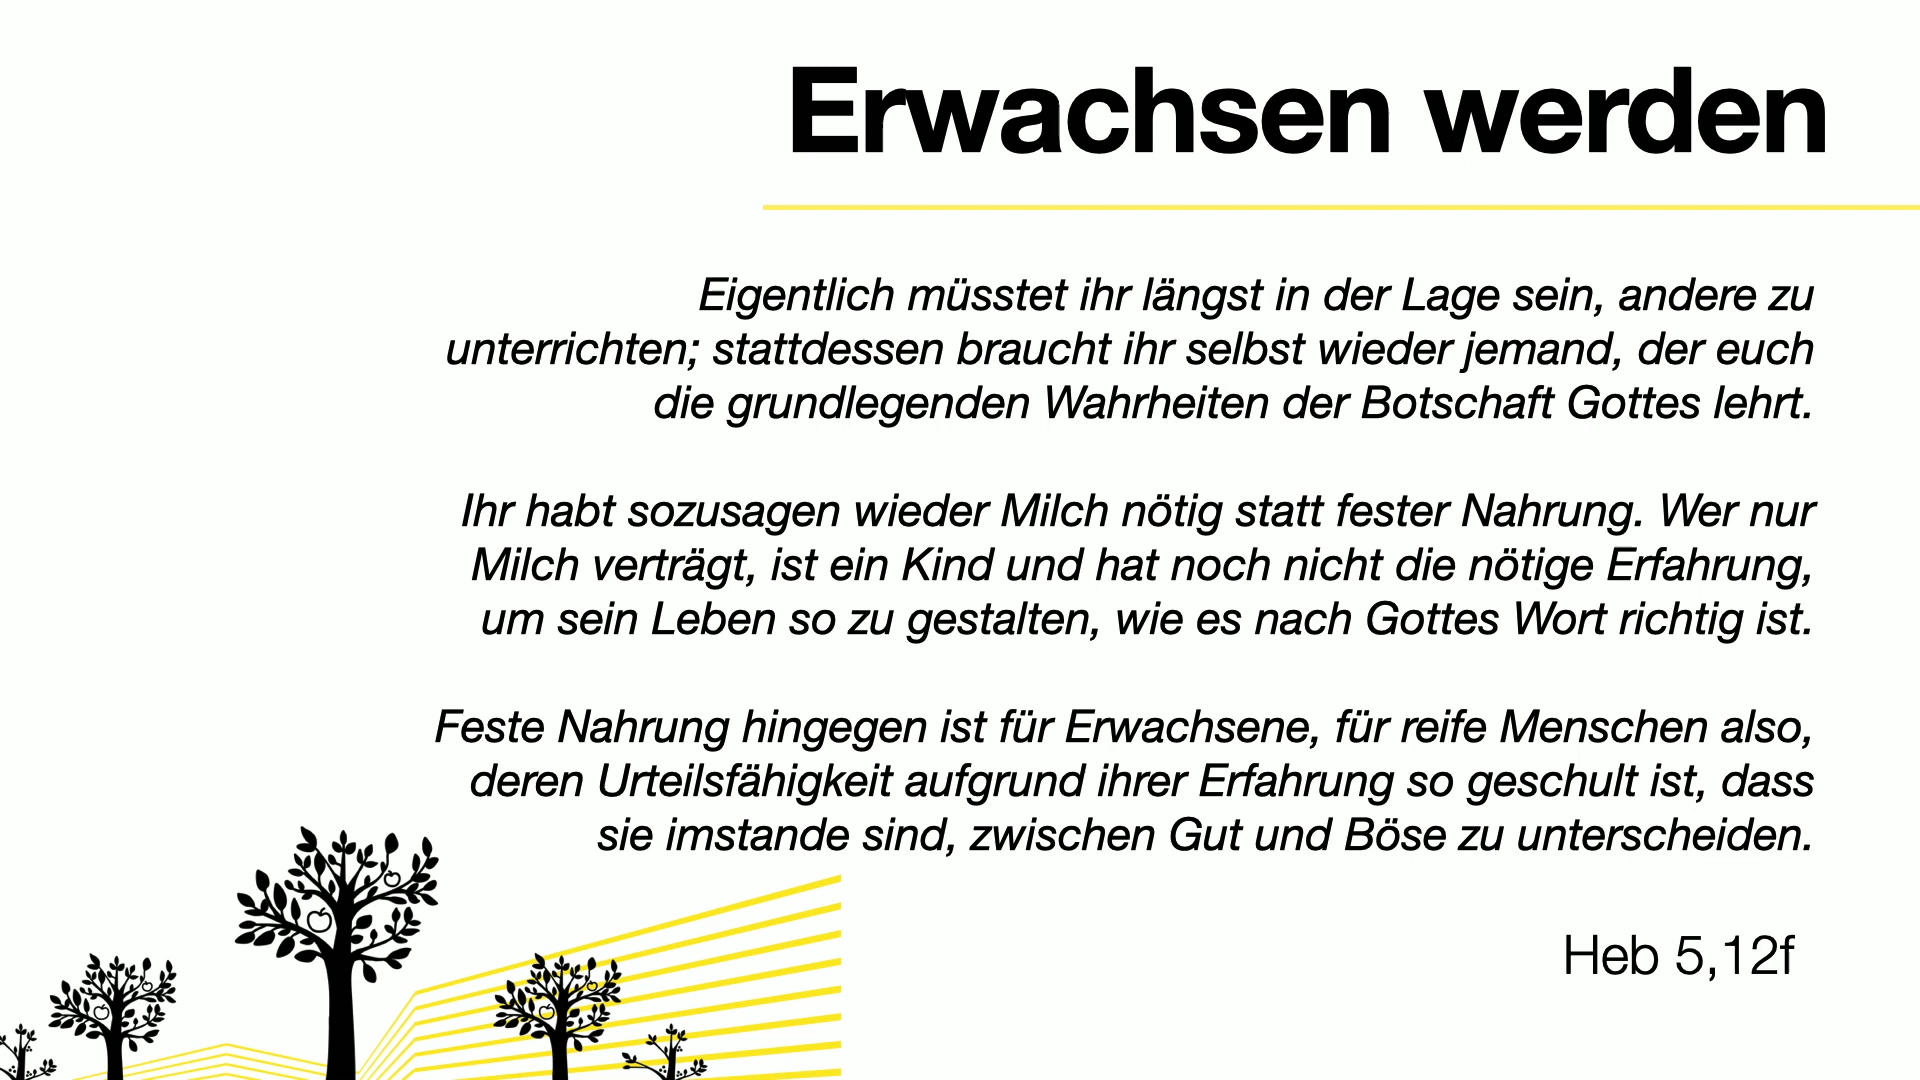 Erwachsen werden
Eigentlich müsstet ihr längst in der Lage sein, andere zu
unterrichten; stattdessen braucht ihr selbst wieder jemand, der euch
die grundlegenden Wahrheiten der Botschaft Gottes lehrt.
Ihr habt sozusagen wieder Milch nötig statt fester Nahrung. Wer nur
Milch verträgt, ist ein Kind und hat noch nicht die nötige Erfahrung,
um sein Leben so zu gestalten, wie es nach Gottes Wort richtig ist.
Feste Nahrung hingegen ist für Erwachsene, für reife Menschen also,
deren Urteilsfähigkeit aufgrund ihrer Erfahrung so geschult ist, dass
sie imstande sind, zwischen Gut und Böse zu unterscheiden.
Heb 5,12f